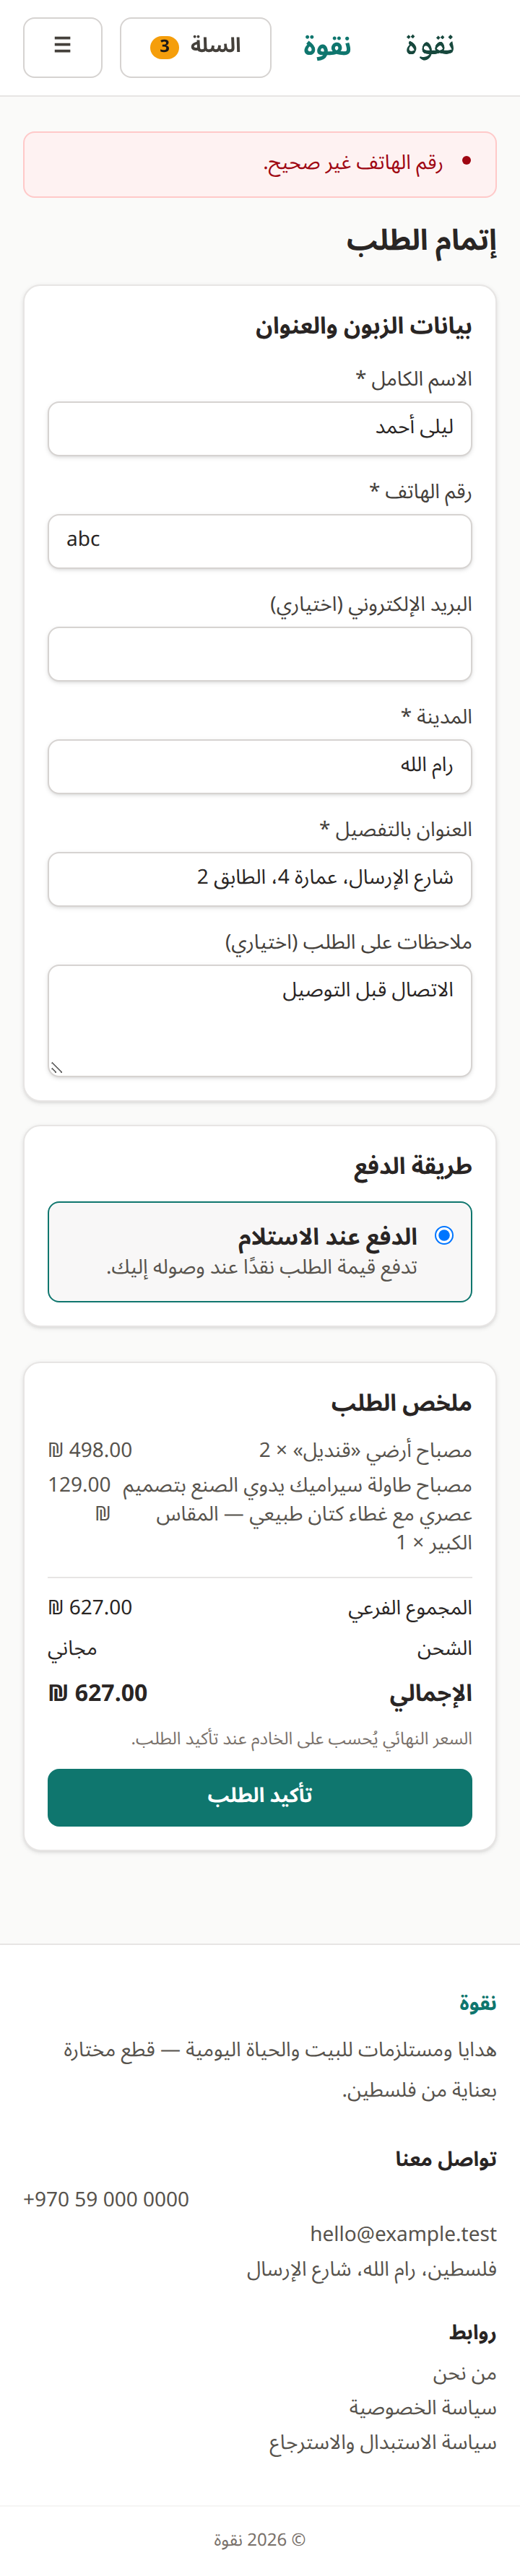 نقوة
نقوة
السلة 3
☰
• رقم الهاتف غير صحيح.
إتمام الطلب
بيانات الزبون والعنوان
الاسم الكامل *
ليلى أحمد
رقم الهاتف *
abc
البريد الإلكتروني (اختياري)
المدينة *
رام الله
العنوان بالتفصيل *
شارع الإرسال، عمارة 4، الطابق 2
ملاحظات على الطلب (اختياري)
الاتصال قبل التوصيل
طريقة الدفع
الدفع عند الاستلام
تدفع قيمة الطلب نقدًا عند وصوله إليك.
ملخص الطلب
مصباح أرضي «قنديل» × 2 498.00 ₪
مصباح طاولة سيراميك يدوي الصنع بتصميم 129.00
عصري مع غطاء كتان طبيعي — المقاس ₪
الكبير × 1
المجموع الفرعي 627.00 ₪
الشحن مجاني
الإجمالي 627.00 ₪
السعر النهائي يُحسب على الخادم عند تأكيد الطلب.
تأكيد الطلب
نقوة
هدايا ومستلزمات للبيت والحياة اليومية — قطع مختارة
بعناية من فلسطين.
تواصل معنا
+970 59 000 0000
hello@example.test
فلسطين، رام الله، شارع الإرسال
روابط
من نحن
سياسة الخصوصية
سياسة الاستبدال والاسترجاع
© 2026 نقوة